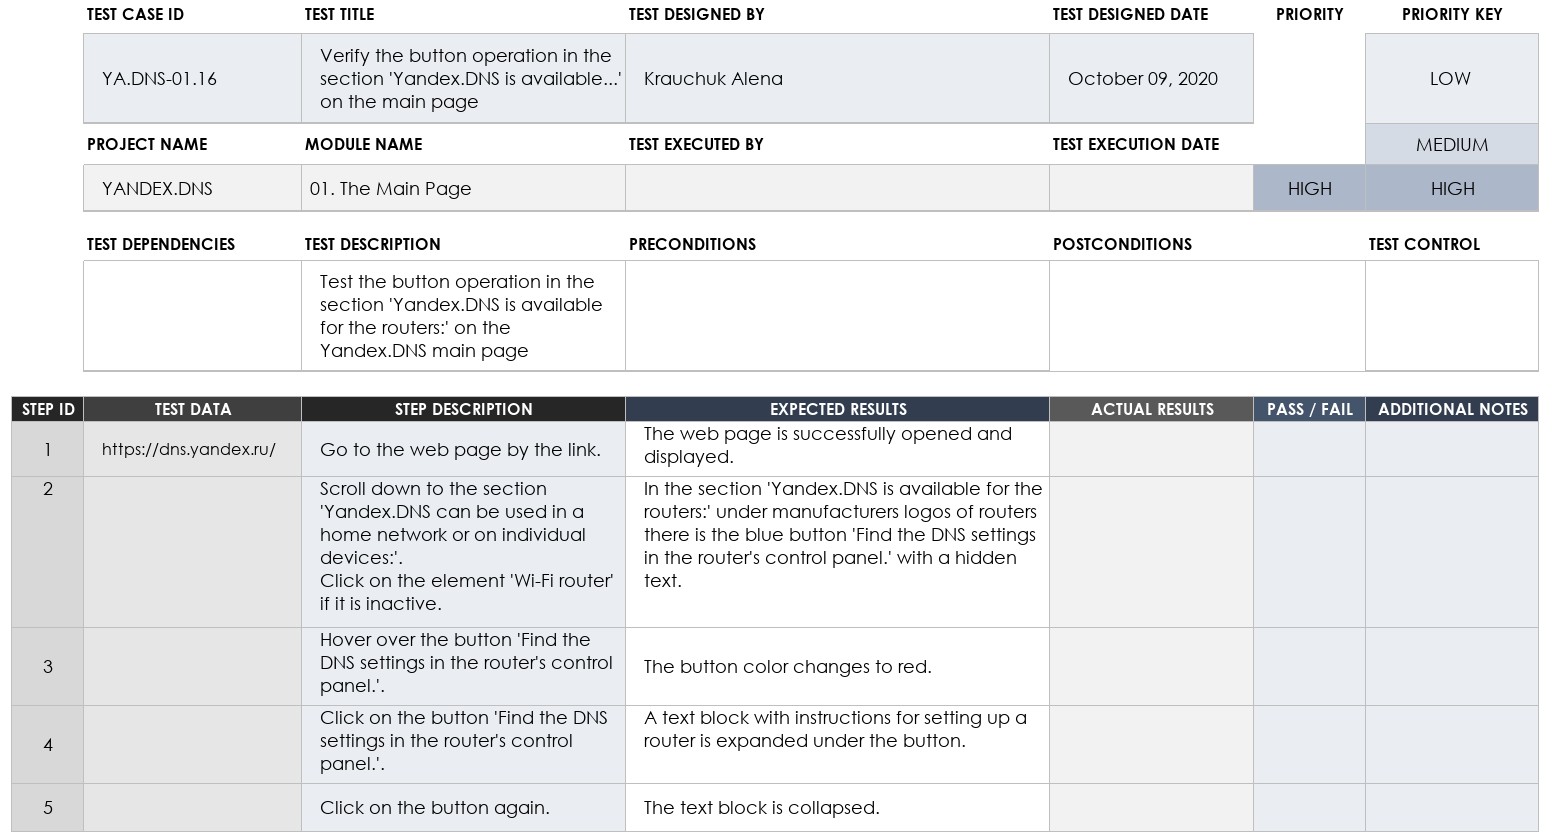 TEST CASE ID TEST TITLE TEST DESIGNED BY TEST DESIGNED DATE PRIORITY PRIORITY KEY
YA.DNS-01.16
Verify the button operation in the
section 'Yandex.DNS is available...'
on the main page
Krauchuk Alena
October 09, 2020
LOW
PROJECT NAME MODULE NAME TEST EXECUTED BY TEST EXECUTION DATE
MEDIUM
YANDEX.DNS
01. The Main Page
HIGH
HIGH
TEST DEPENDENCIES TEST DESCRIPTION PRECONDITIONS POSTCONDITIONS TEST CONTROL
Test the button operation in the
section 'Yandex.DNS is available
for the routers:' on the
Yandex.DNS main page
STEP ID TEST DATA STEP DESCRIPTION EXPECTED RESULTS ACTUAL RESULTS PASS / FAIL ADDITIONAL NOTES
1
https://dns.yandex.ru/
Go to the web page by the link.
The web page is successfully opened and
displayed.
2
Scroll down to the section
'Yandex.DNS can be used in a
home network or on individual
devices:'.
Click on the element 'Wi-Fi router'
if it is inactive.
In the section 'Yandex.DNS is available for the
routers:' under manufacturers logos of routers
there is the blue button 'Find the DNS settings
in the router's control panel.' with a hidden
text.
3
Hover over the button 'Find the
DNS settings in the router's control
panel.'.
The button color changes to red.
4
Click on the button 'Find the DNS
settings in the router's control
panel.'.
A text block with instructions for setting up a
router is expanded under the button.
5
Click on the button again.
The text block is collapsed.